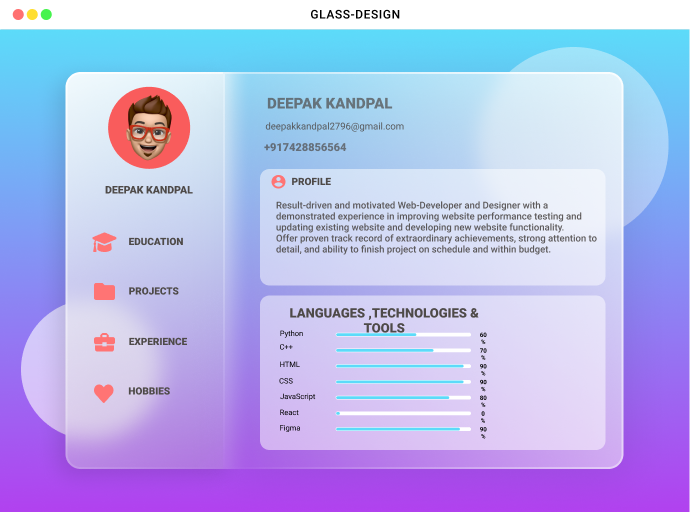 GLASS-DESIGN
DEEPAK KANDPAL
EDUCATION
PROJECTS
EXPERIENCE
HOBBIES
DEEPAK KANDPAL
deepakkandpal2796@gmail.com
+917428856564
PROFILE
Result-driven and motivated Web-Developer and Designer with a
demonstrated experience in improving website performance testing and
updating existing website and developing new website functionality.
Offer proven track record of extraordinary achievements, strong attention to
detail, and ability to finish project on schedule and within budget.
LANGUAGES ,TECHNOLOGIES &
TOOLS
Python 60
%
C++ 70
%
HTML 90
%
CSS 90
%
JavaScript 80
%
React 0
%
Figma 90
%